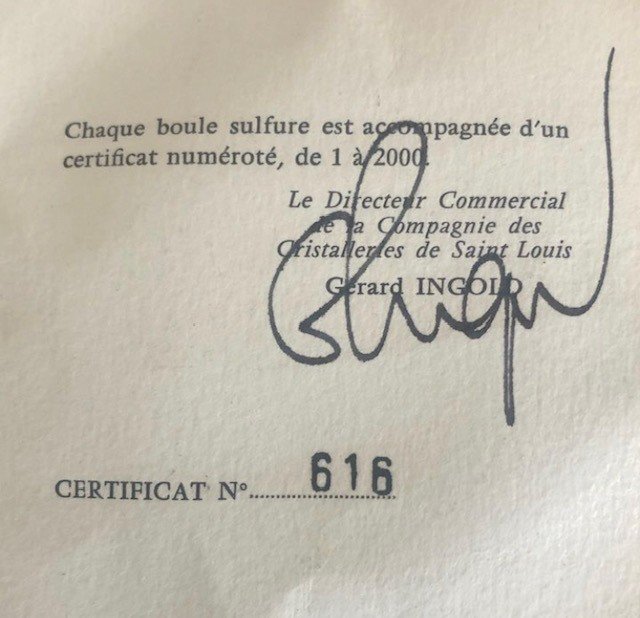 Chaque boule sulfure est accompagnée d'un
certificat numéroté, de 1 à 2000.
Le Directeur Commercial
de la Compagnie des
Cristalleries de Saint Louis
Gérard INGOLD
CERTIFICAT N° 616